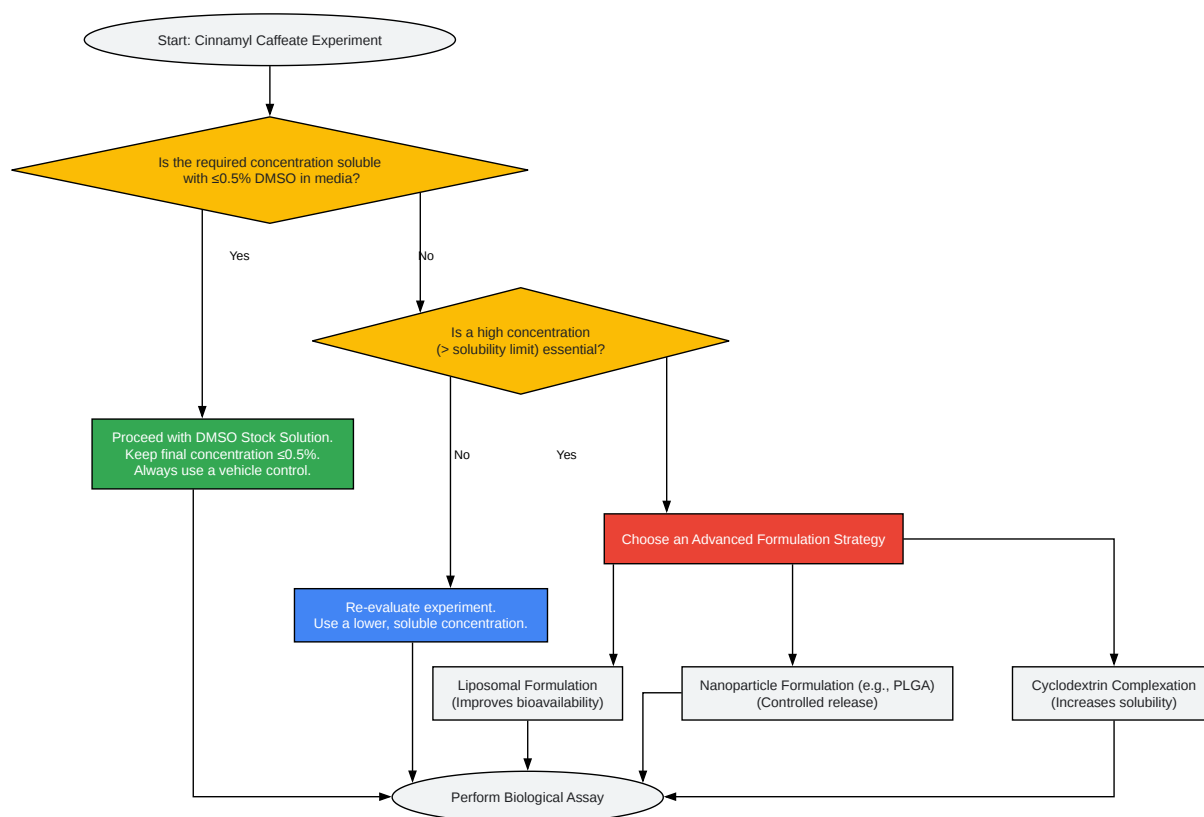 Start: Cinnamyl Caffeate Experiment
Is the required concentration soluble
with ≤0.5% DMSO in media?
Yes
No
Is a high concentration
(> solubility limit) essential?
Proceed with DMSO Stock Solution.
Keep final concentration ≤0.5%.
Always use a vehicle control.
No
Yes
Choose an Advanced Formulation Strategy
Re-evaluate experiment.
Use a lower, soluble concentration.
Liposomal Formulation
(Improves bioavailability)
Nanoparticle Formulation (e.g., PLGA)
(Controlled release)
Cyclodextrin Complexation
(Increases solubility)
Perform Biological Assay